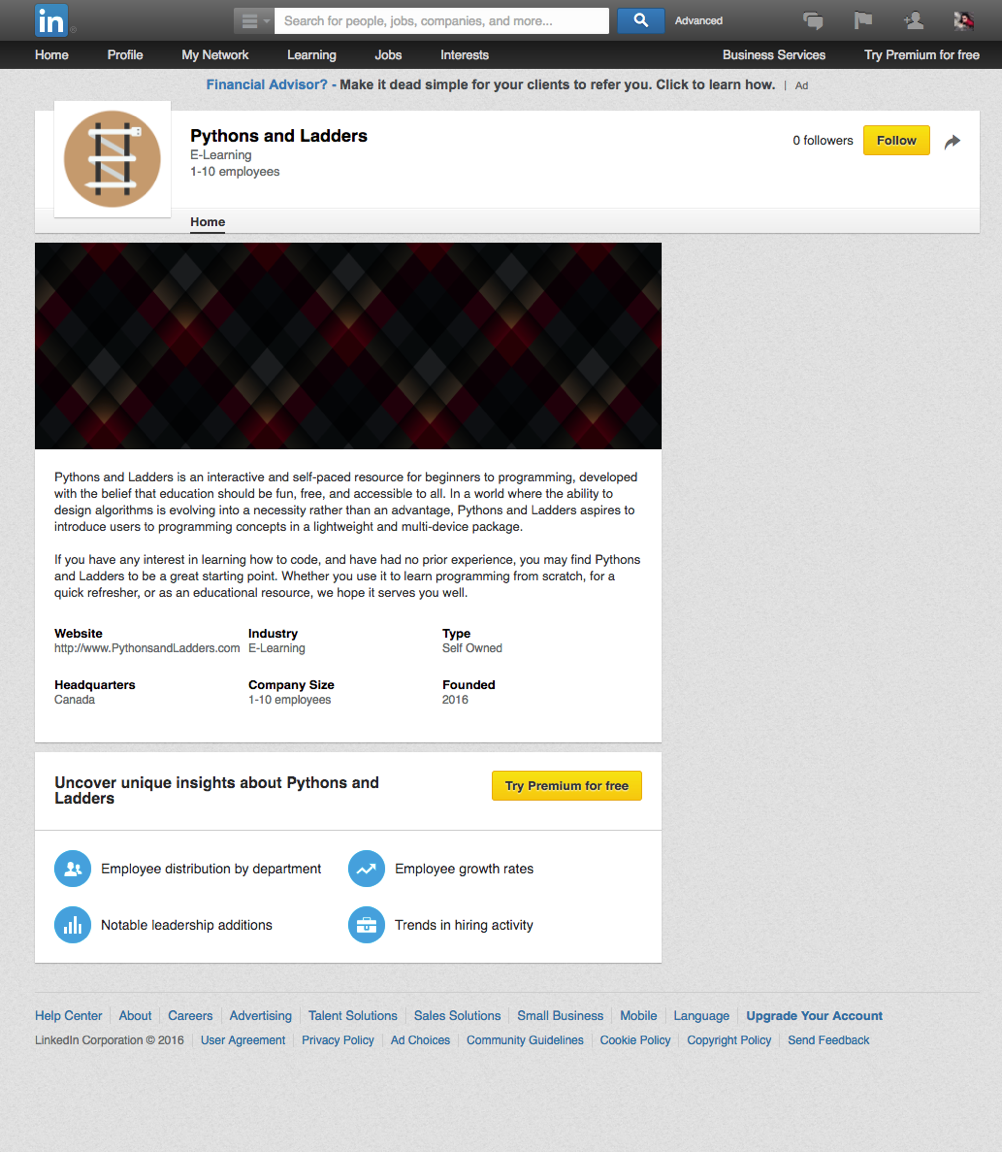 in
Search for people, jobs, companies, and more...
Advanced
Home Profile My Network Learning Jobs Interests Business Services Try Premium for free
Financial Advisor? - Make it dead simple for your clients to refer you. Click to learn how. | Ad
Pythons and Ladders
E-Learning
1-10 employees
0 followers
Follow
Home
Pythons and Ladders is an interactive and self-paced resource for beginners to programming, developed
with the belief that education should be fun, free, and accessible to all. In a world where the ability to
design algorithms is evolving into a necessity rather than an advantage, Pythons and Ladders aspires to
introduce users to programming concepts in a lightweight and multi-device package.
If you have any interest in learning how to code, and have had no prior experience, you may find Pythons
and Ladders to be a great starting point. Whether you use it to learn programming from scratch, for a
quick refresher, or as an educational resource, we hope it serves you well.
Website Industry Type
http://www.PythonsandLadders.com E-Learning Self Owned
Headquarters Company Size Founded
Canada 1-10 employees 2016
Uncover unique insights about Pythons and
Ladders
Try Premium for free
Employee distribution by department Employee growth rates
Notable leadership additions Trends in hiring activity
Help Center About Careers Advertising Talent Solutions Sales Solutions Small Business Mobile Language Upgrade Your Account
LinkedIn Corporation © 2016 User Agreement Privacy Policy Ad Choices Community Guidelines Cookie Policy Copyright Policy Send Feedback